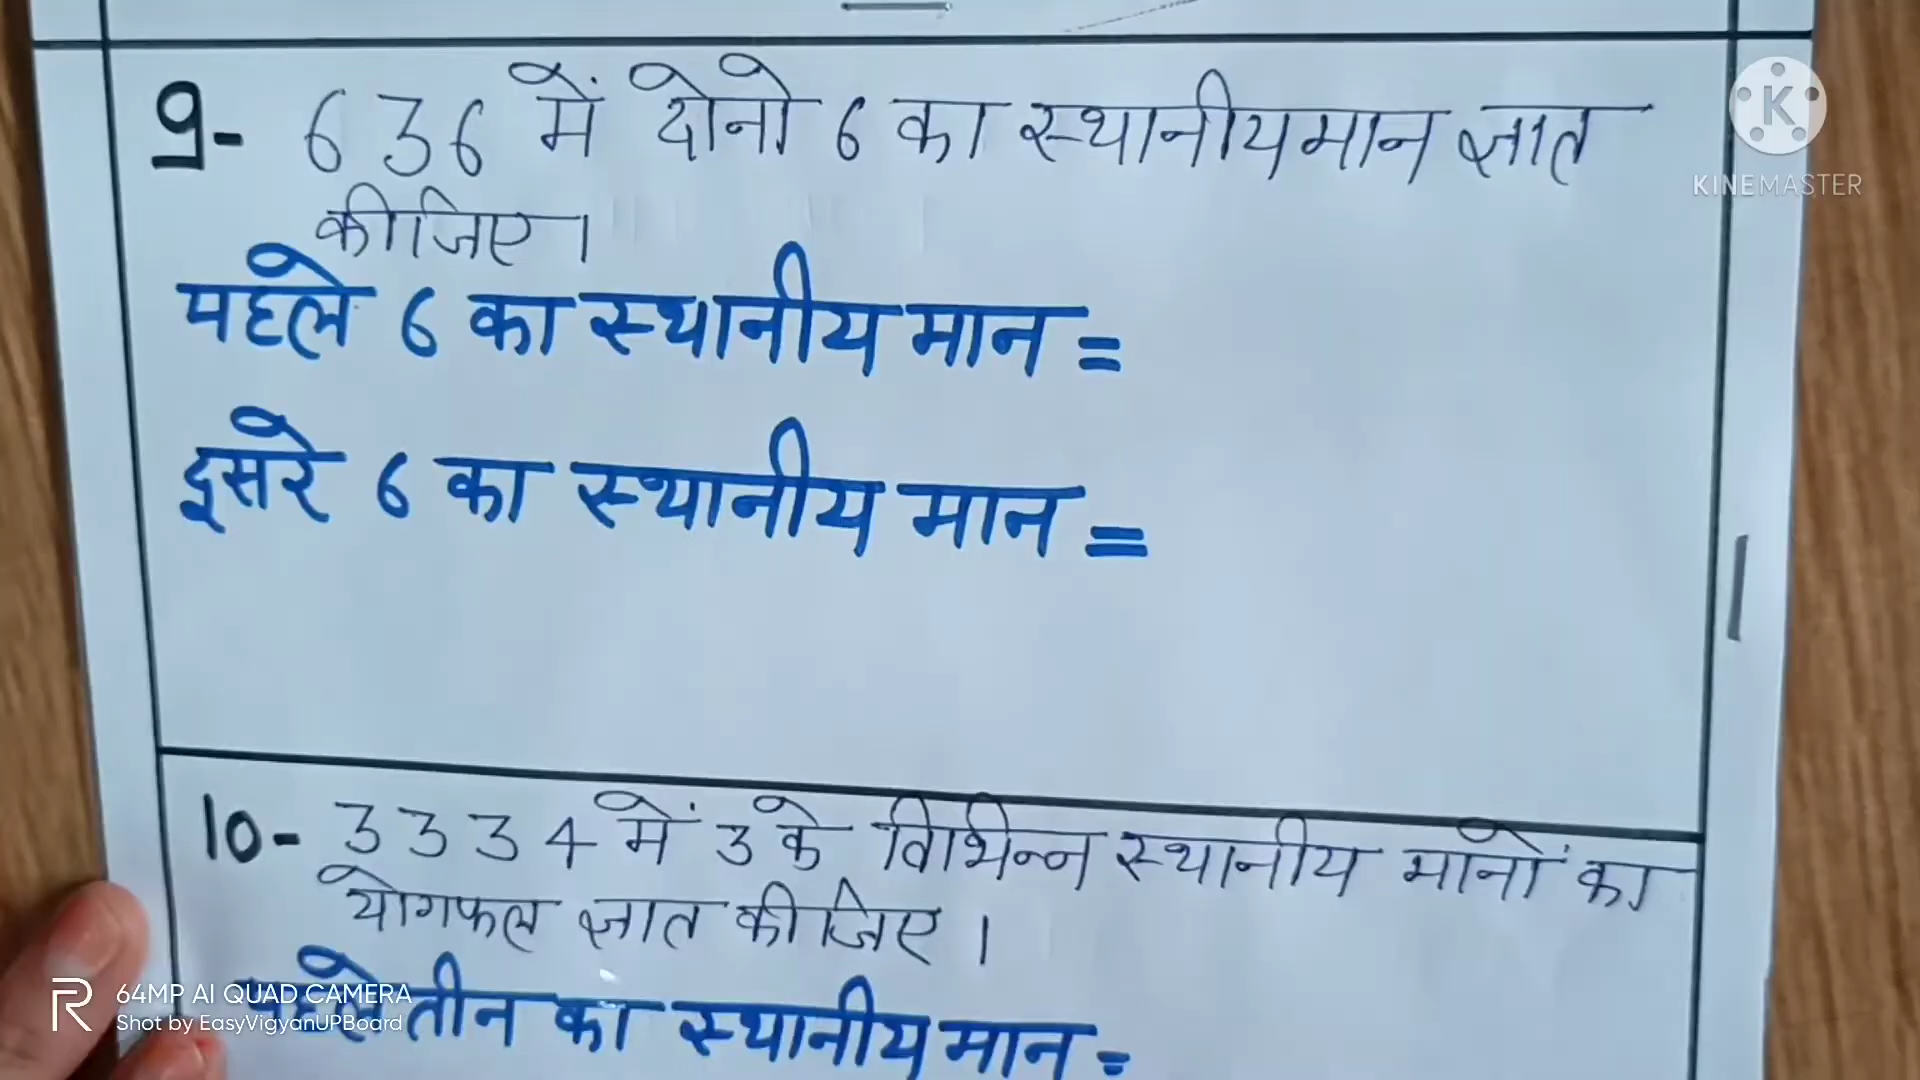 9- 636 में दोनो 6 का स्थानीयमान ज्ञात
कीजिए।
पहले 6 का स्थानीय मान =
दूसरे 6 का स्थानीय मान =
10- 3334 में 3 के विभिन्न स्थानीय मानों का
योगफल ज्ञात कीजिए।
पहले तीन का स्थानीय मान =
KINEMASTER
64MP AI QUAD CAMERA
Shot by EasyVigyanUPBoard